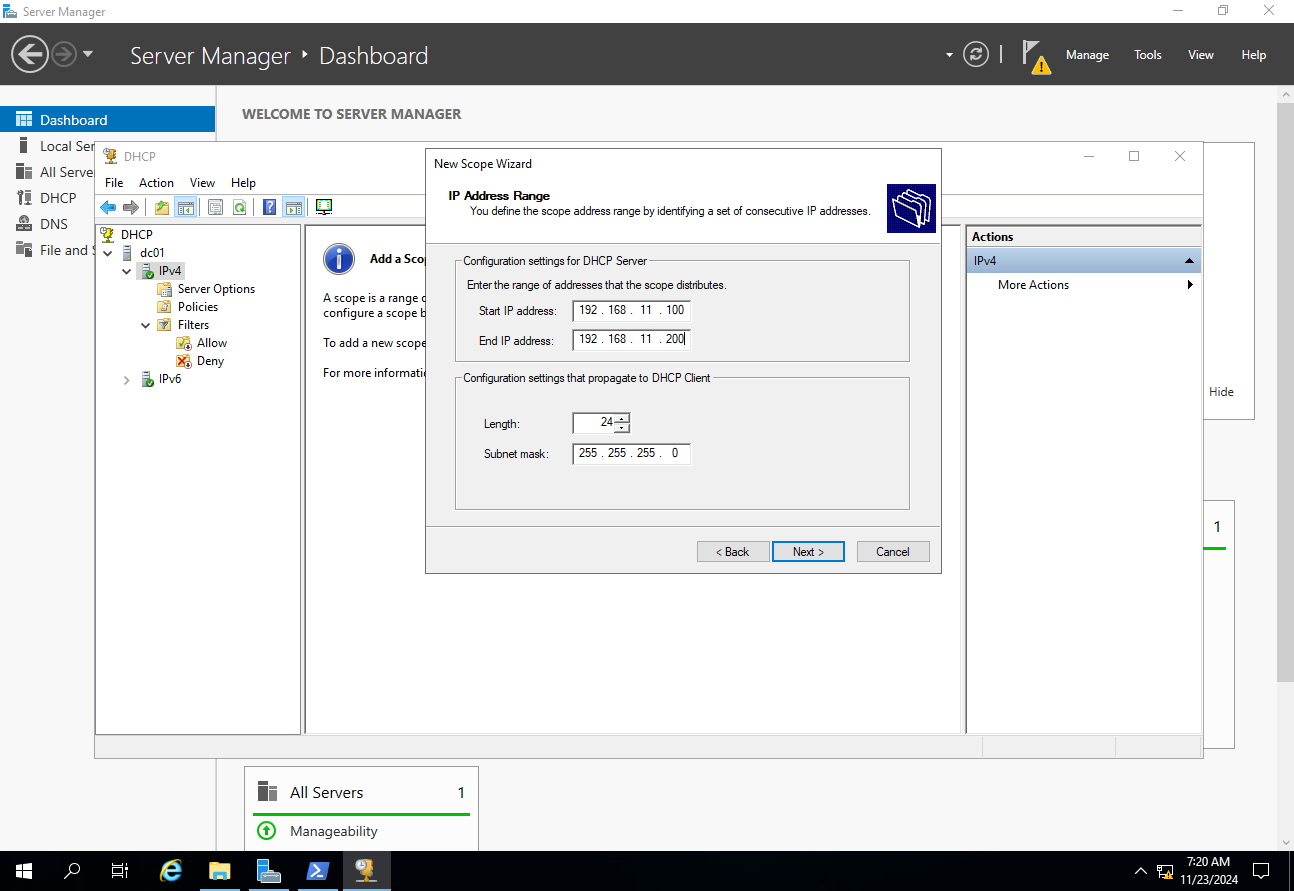 Server Manager
Server Manager ‣ Dashboard
Manage Tools View Help
Dashboard
Local Ser
All Serve
DHCP
DNS
File and S
WELCOME TO SERVER MANAGER
DHCP
File Action View Help
DHCP
dc01
IPv4
Server Options
Policies
Filters
Allow
Deny
IPv6
Add a Sco
A scope is a range o
configure a scope b
To add a new scope
For more informatio
New Scope Wizard
IP Address Range
You define the scope address range by identifying a set of consecutive IP addresses.
Configuration settings for DHCP Server
Enter the range of addresses that the scope distributes.
Start IP address: 192 . 168 . 11 . 100
End IP address: 192 . 168 . 11 . 200
Configuration settings that propagate to DHCP Client
Length: 24
Subnet mask: 255 . 255 . 255 . 0
< Back Next > Cancel
Actions
IPv4
More Actions
Hide
1
All Servers 1
Manageability
7:20 AM
11/23/2024